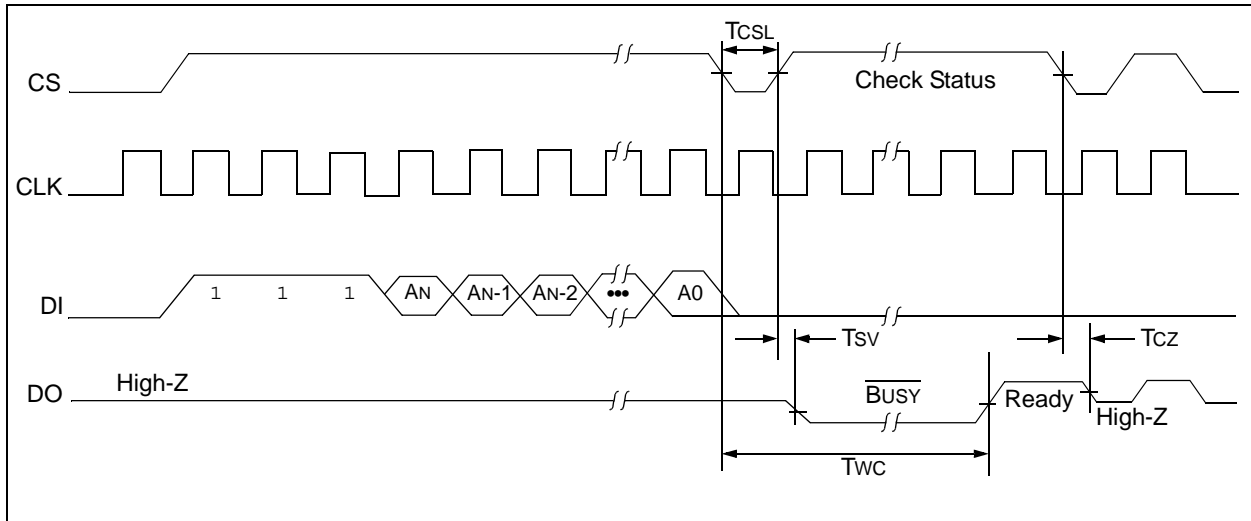 TCSL
CS
Check Status
CLK
DI
1 1 1 AN AN-1 AN-2 ••• A0
TSV
TCZ
DO
High-Z
BUSY
Ready
High-Z
TWC